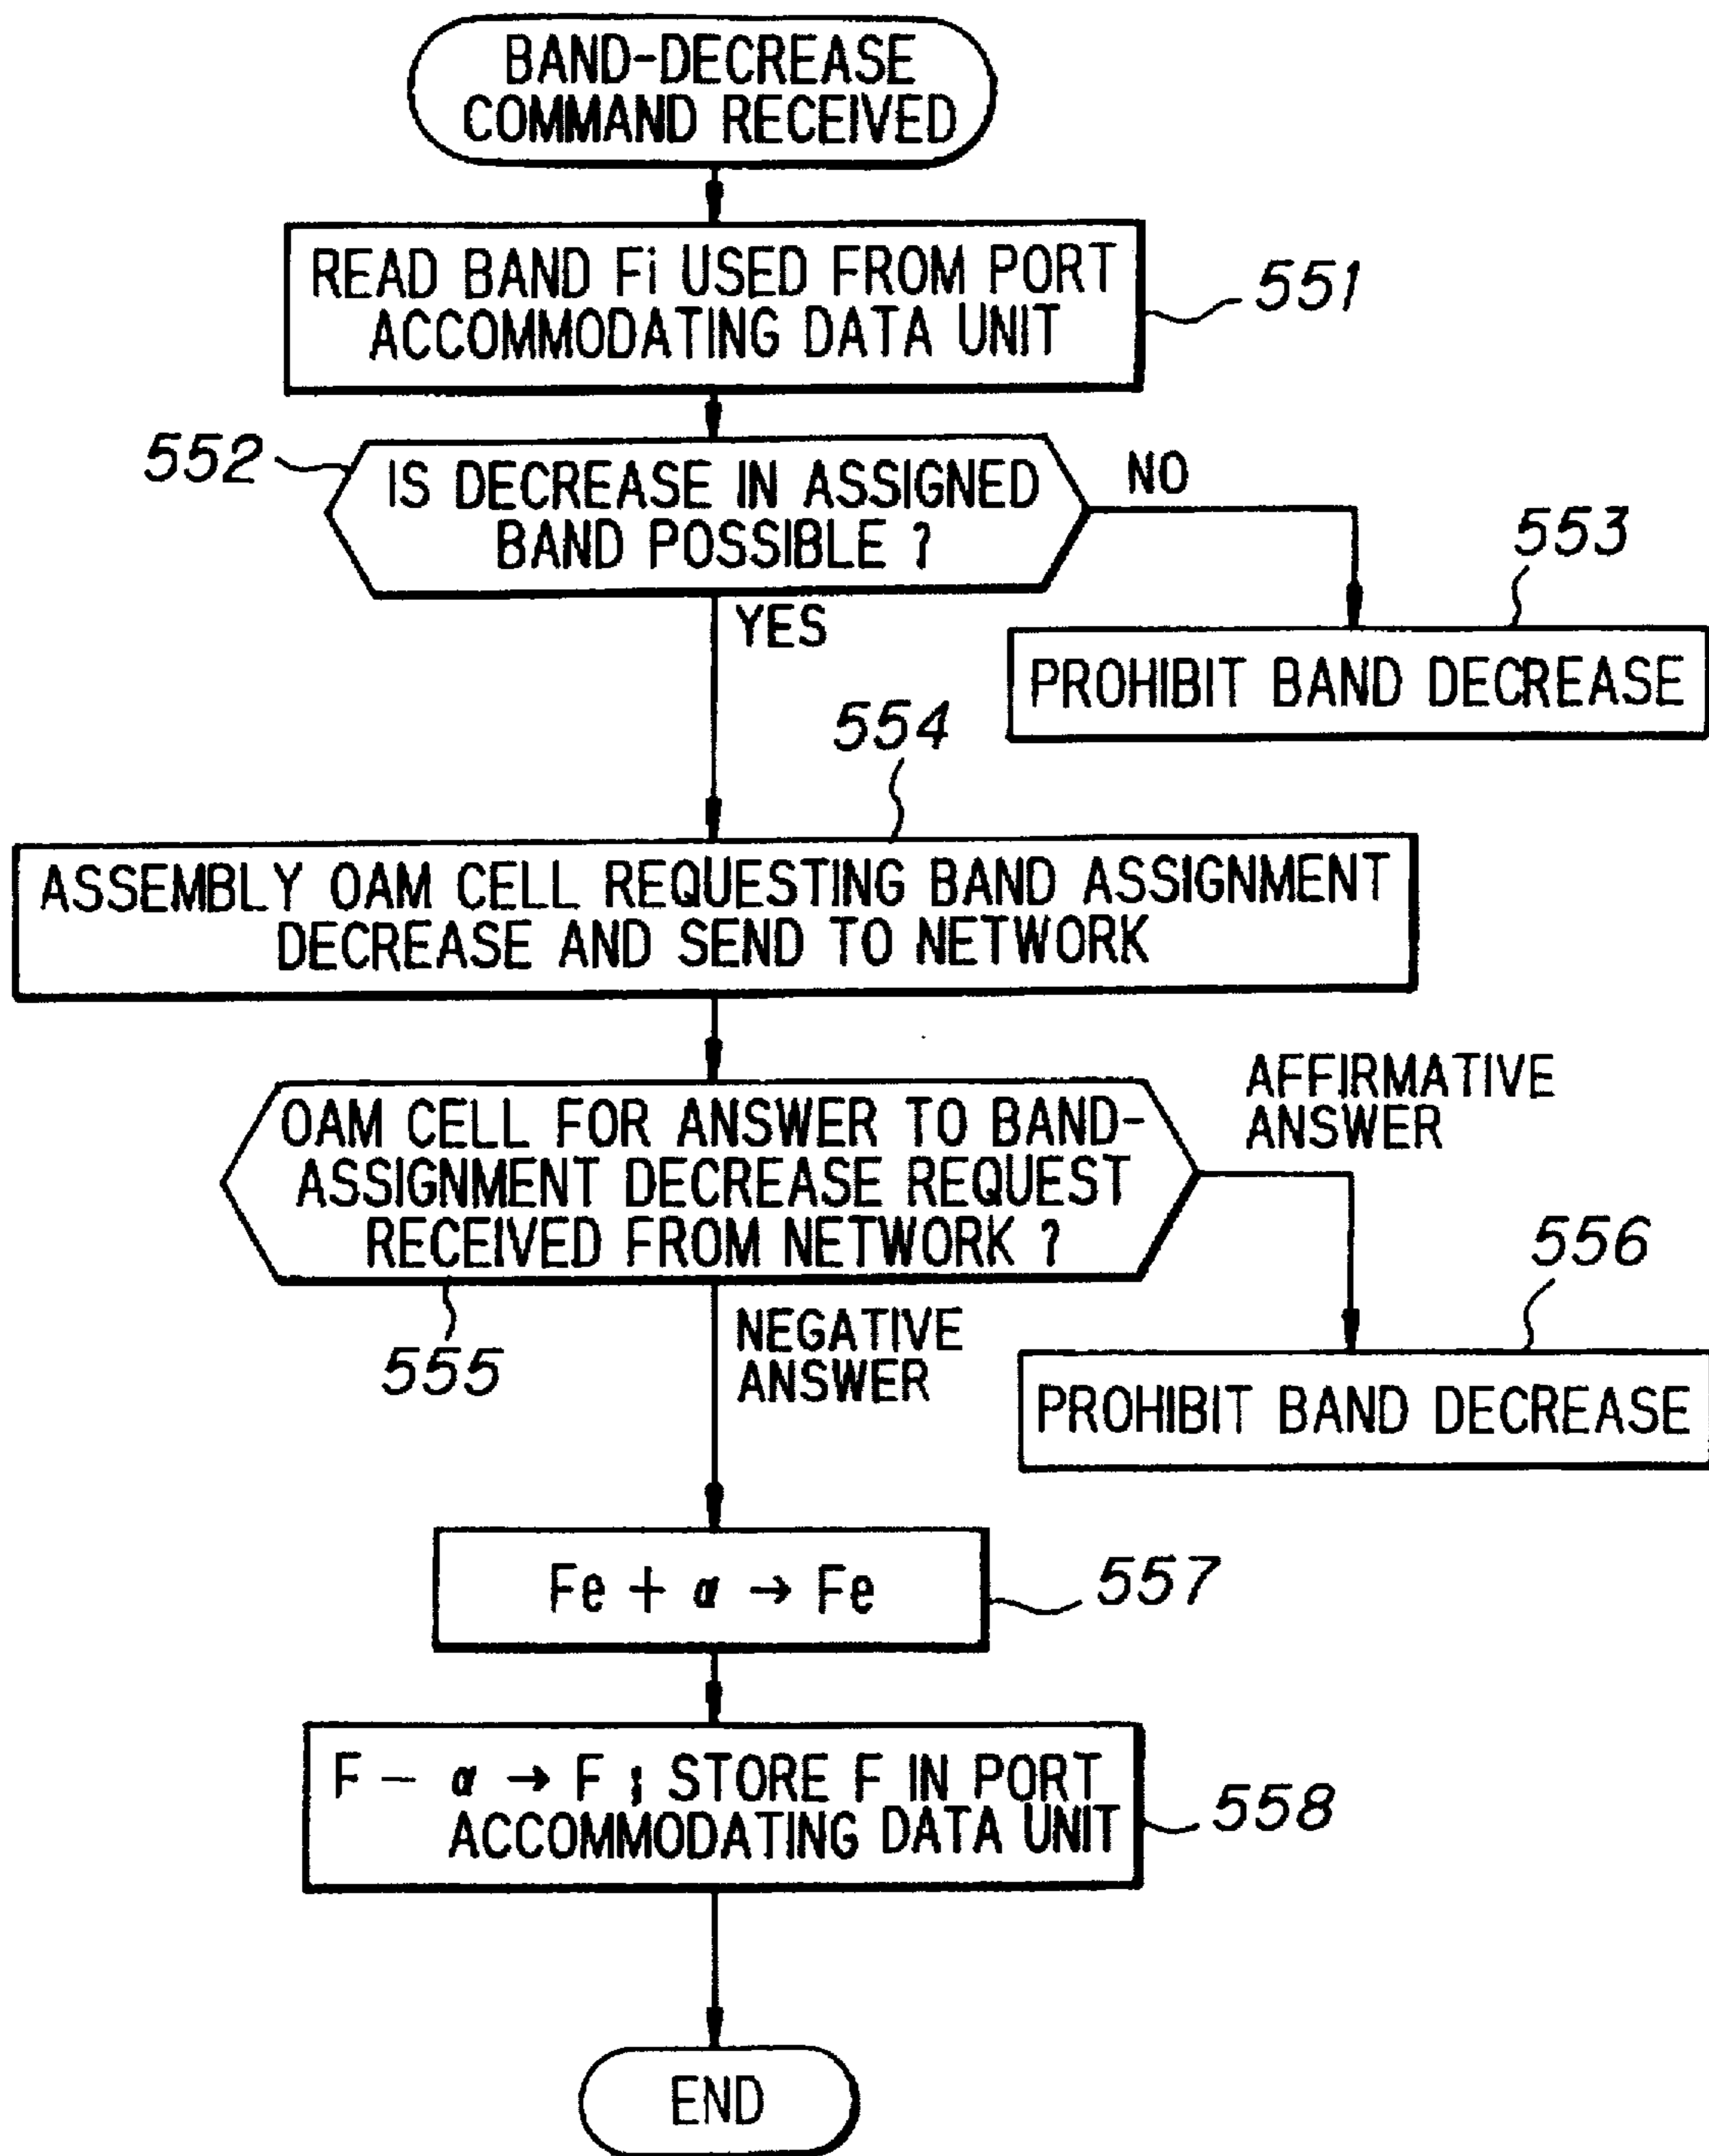 BAND-DECREASE
COMMAND RECEIVED
READ BAND Fi USED FROM PORT
ACCOMMODATING DATA UNIT
551
552
IS DECREASE IN ASSIGNED
BAND POSSIBLE ?
NO
553
YES
PROHIBIT BAND DECREASE
554
ASSEMBLY OAM CELL REQUESTING BAND ASSIGNMENT
DECREASE AND SEND TO NETWORK
OAM CELL FOR ANSWER TO BAND-
ASSIGNMENT DECREASE REQUEST
RECEIVED FROM NETWORK ?
AFFIRMATIVE
ANSWER
555
NEGATIVE
ANSWER
556
PROHIBIT BAND DECREASE
Fe + α → Fe
557
F - α → F ; STORE F IN PORT
ACCOMMODATING DATA UNIT
558
END